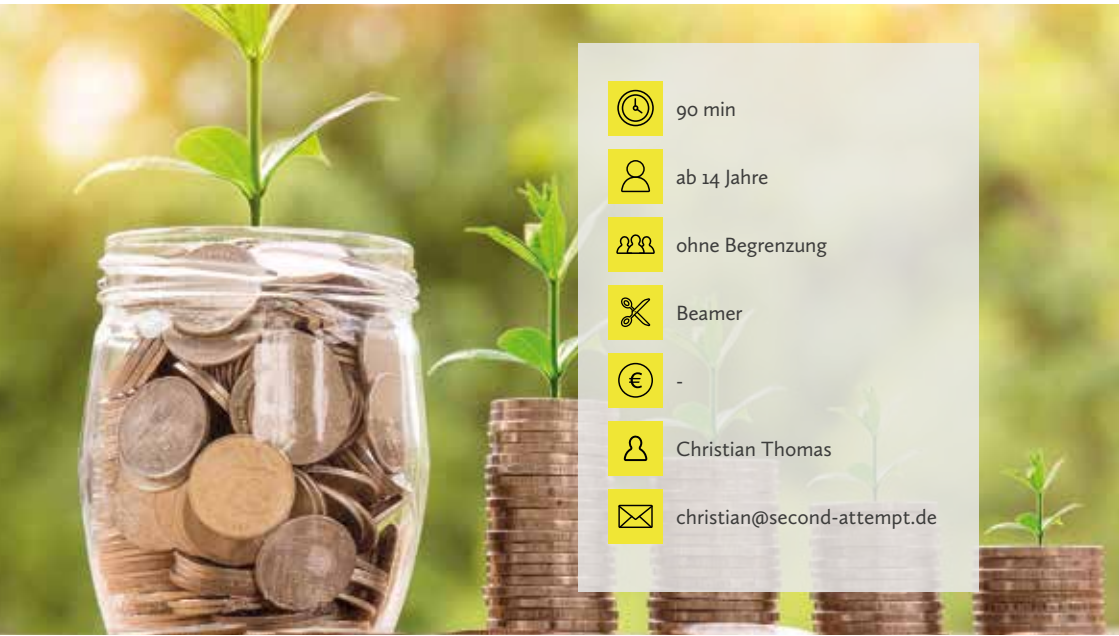 90 min
ab 14 Jahre
ohne Begrenzung
Beamer
€
-
Christian Thomas
christian@second-attempt.de